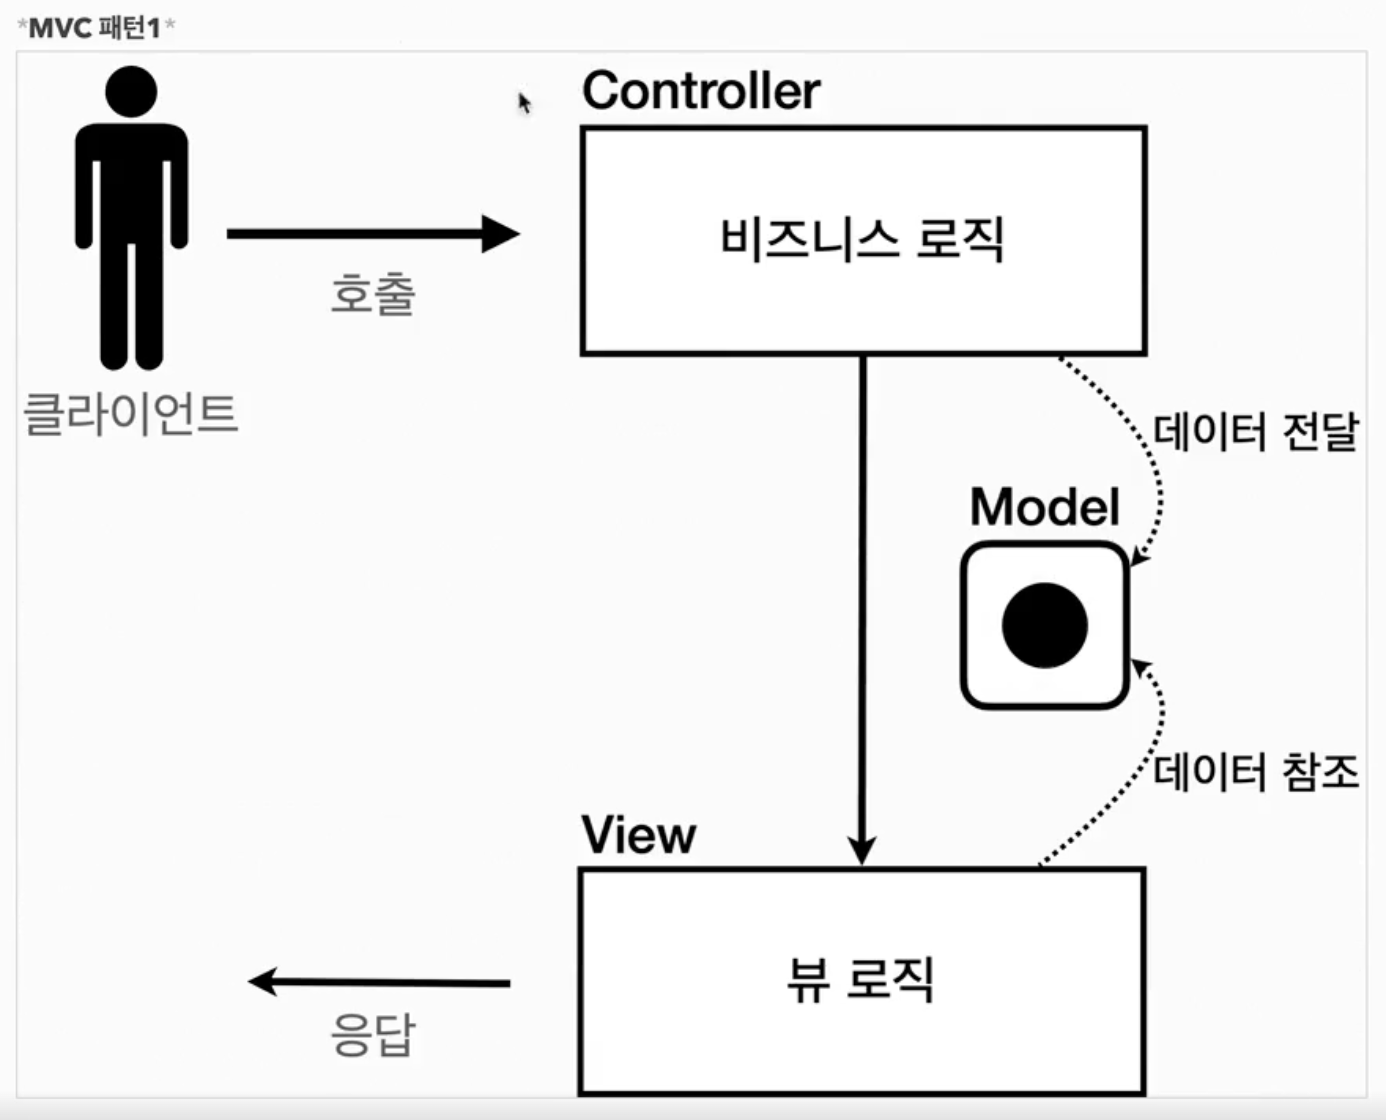 *MVC 패턴1*
Controller
비즈니스 로직
호출
클라이언트
데이터 전달
Model
데이터 참조
View
뷰 로직
응답